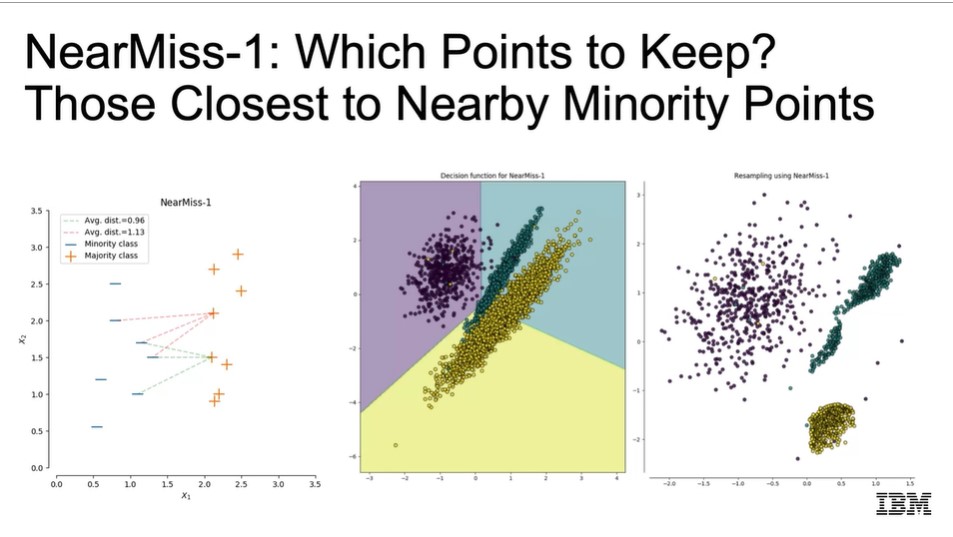 NearMiss-1: Which Points to Keep?
Those Closest to Nearby Minority Points
NearMiss-1
Avg. dist.=0.96
Avg. dist.=1.13
Minority class
Majority class
3.5
3.0
2.5
2.0
1.5
1.0
0.5
0.0
X2
0.0 0.5 1.0 1.5 2.0 2.5 3.0 3.5
X1
Decision function for NearMiss-1
4
2
0
−2
−4
−6
−3 −2 −1 0 1 2 3 4
Resampling using NearMiss-1
3
2
1
0
−1
−2
−2.0 −1.5 −1.0 −0.5 0.0 0.5 1.0 1.5
IBM